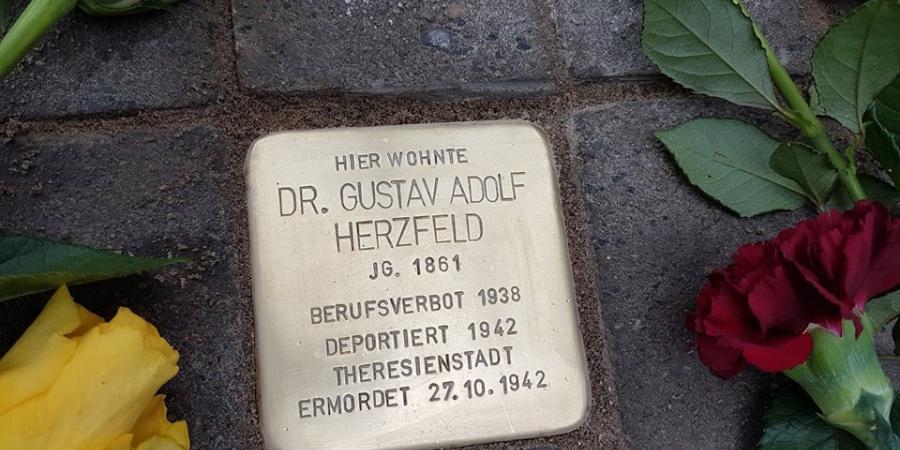 HIER WOHNTE
DR. GUSTAV ADOLF
HERZFELD
JG. 1861
BERUFSVERBOT 1938
DEPORTIERT 1942
THERESIENSTADT
ERMORDET 27.10.1942